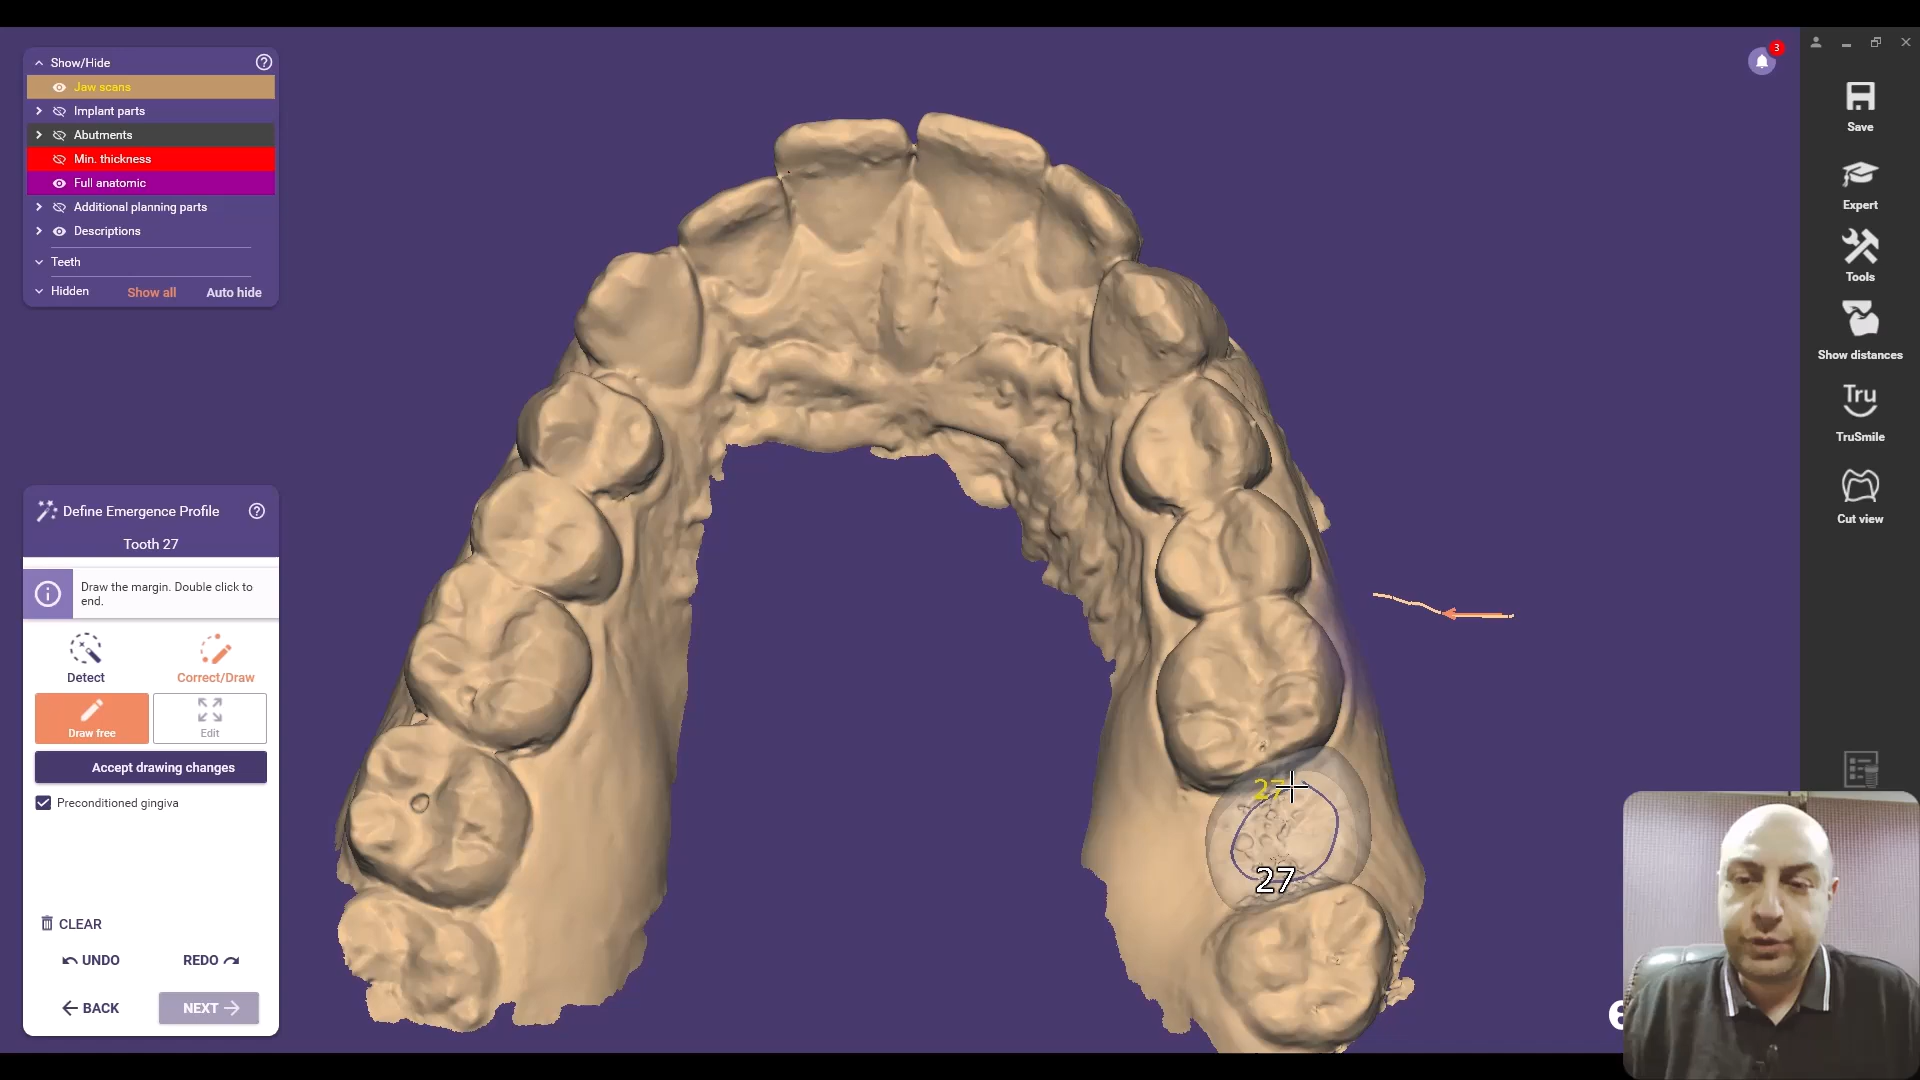 Show/Hide
Jaw scans
Implant parts
Abutments
Min. thickness
Full anatomic
Additional planning parts
Descriptions
Teeth
Hidden
Show all
Auto hide
Define Emergence Profile
Tooth 27
Draw the margin. Double click to
end.
Detect
Correct/Draw
Draw free
Edit
Accept drawing changes
Preconditioned gingiva
CLEAR
UNDO
REDO
BACK
NEXT
27
27
3
Save
Expert
Tools
Show distances
Tru
TruSmile
Cut view